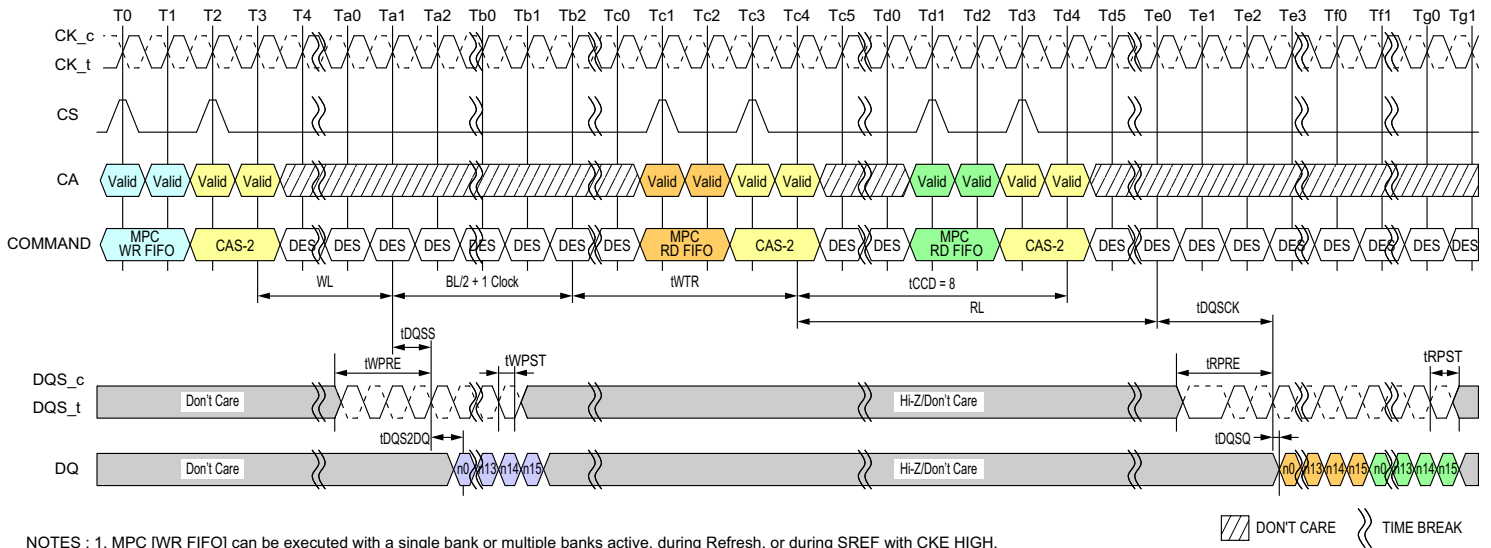 T0 T1 T2 T3 T4 Ta0 Ta1 Ta2 Tb0 Tb1 Tb2 Tc0 Tc1 Tc2 Tc3 Tc4 Tc5 Td0 Td1 Td2 Td3 Td4 Td5 Te0 Te1 Te2 Te3 Tf0 Tf1 Tg0 Tg1
CK_c
CK_t
CS
CA Valid Valid Valid Valid Valid Valid Valid Valid Valid Valid Valid Valid
COMMAND MPC WR FIFO CAS-2 DES DES DES DES DES DES DES DES MPC RD FIFO CAS-2 DES DES MPC RD FIFO CAS-2 DES DES DES DES DES DES DES DES DES
WL BL/2 + 1 Clock tWTR tCCD = 8
RL tDQSCK
tDQSS
tWPRE tWPST tRPRE tRPST
DQS_c
DQS_t Don't Care Hi-Z/Don't Care
tDQS2DQ tDQSQ
DQ Don't Care n0 n13 n14 n15 Hi-Z/Don't Care n0 n13 n14 n15 n0 n13 n14 n15
DON'T CARE TIME BREAK
NOTES : 1. MPC [WR FIFO] can be executed with a single bank or multiple banks active, during Refresh, or during SREF with CKE HIGH.